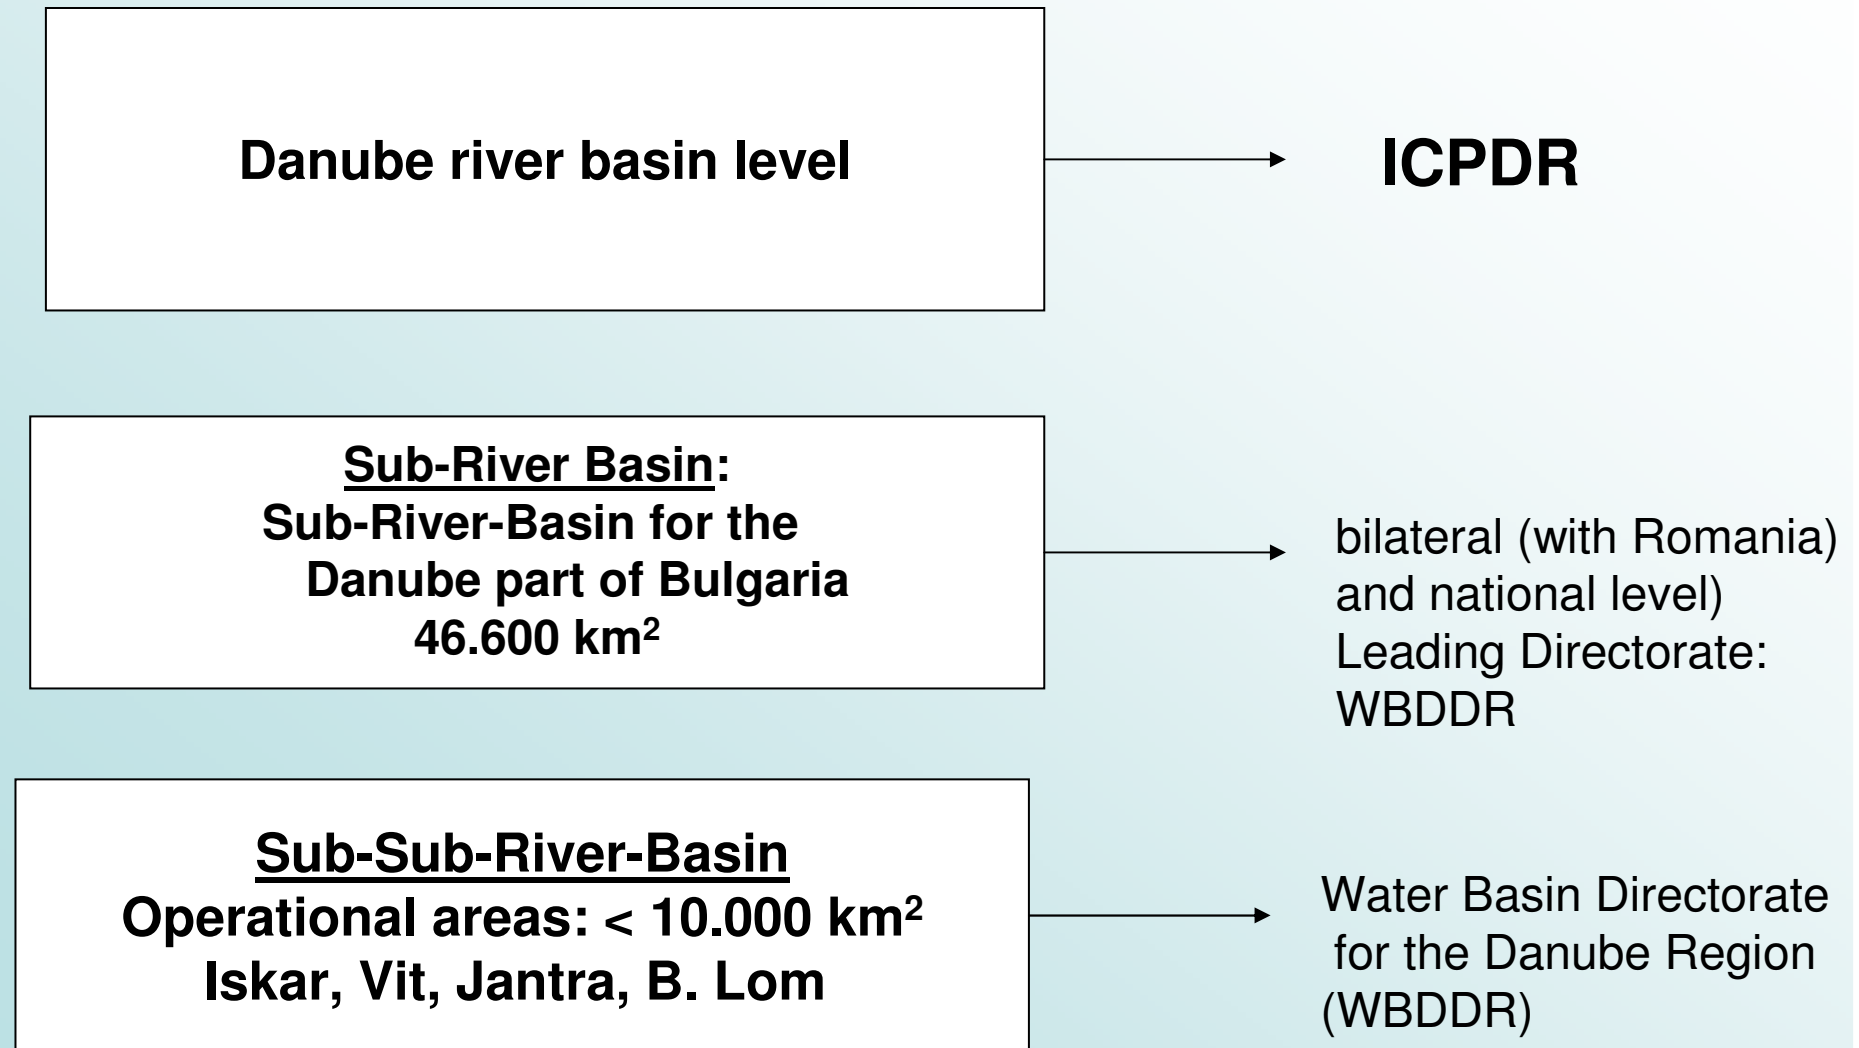 Danube river basin level
ICPDR
Sub-River Basin:
Sub-River-Basin for the
Danube part of Bulgaria
46.600 km²
bilateral (with Romania)
and national level)
Leading Directorate:
WBDDR
Sub-Sub-River-Basin
Operational areas: < 10.000 km²
Iskar, Vit, Jantra, B. Lom
Water Basin Directorate
for the Danube Region
(WBDDR)